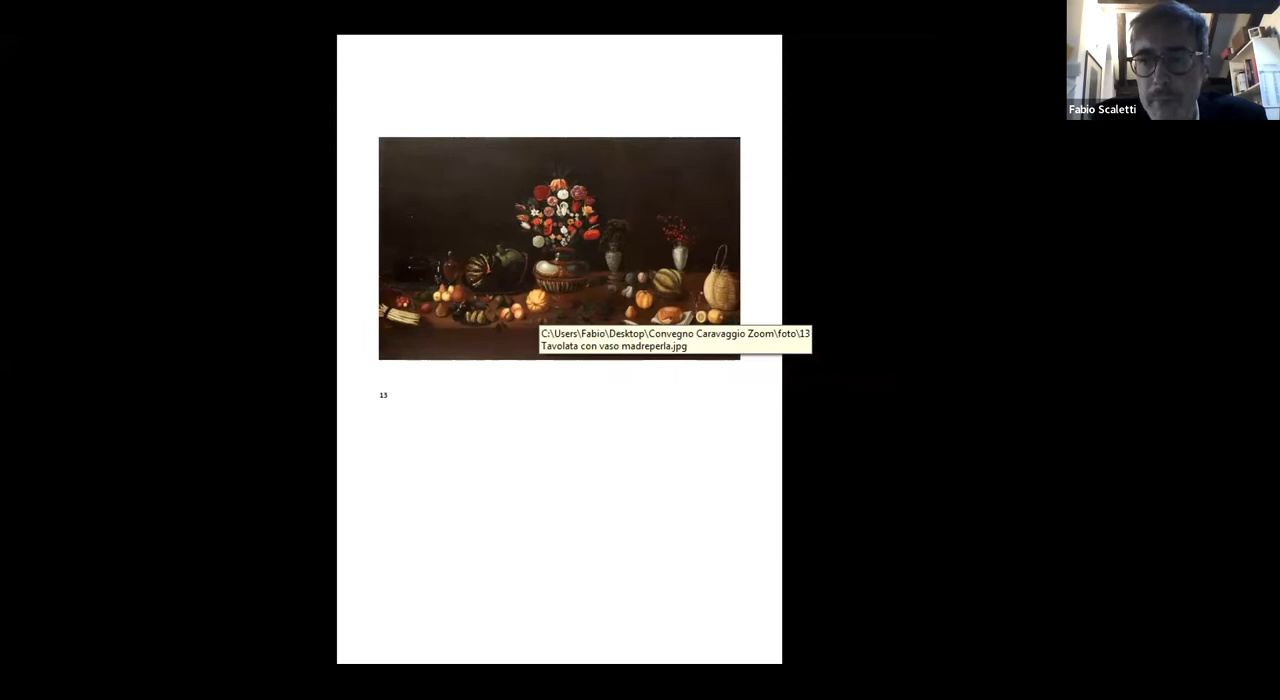 Fabio Scaletti
C:\Users\Fabio\Desktop\Convegno Caravaggio Zoom\foto\13
Tavolata con vaso madreperla.jpg
13